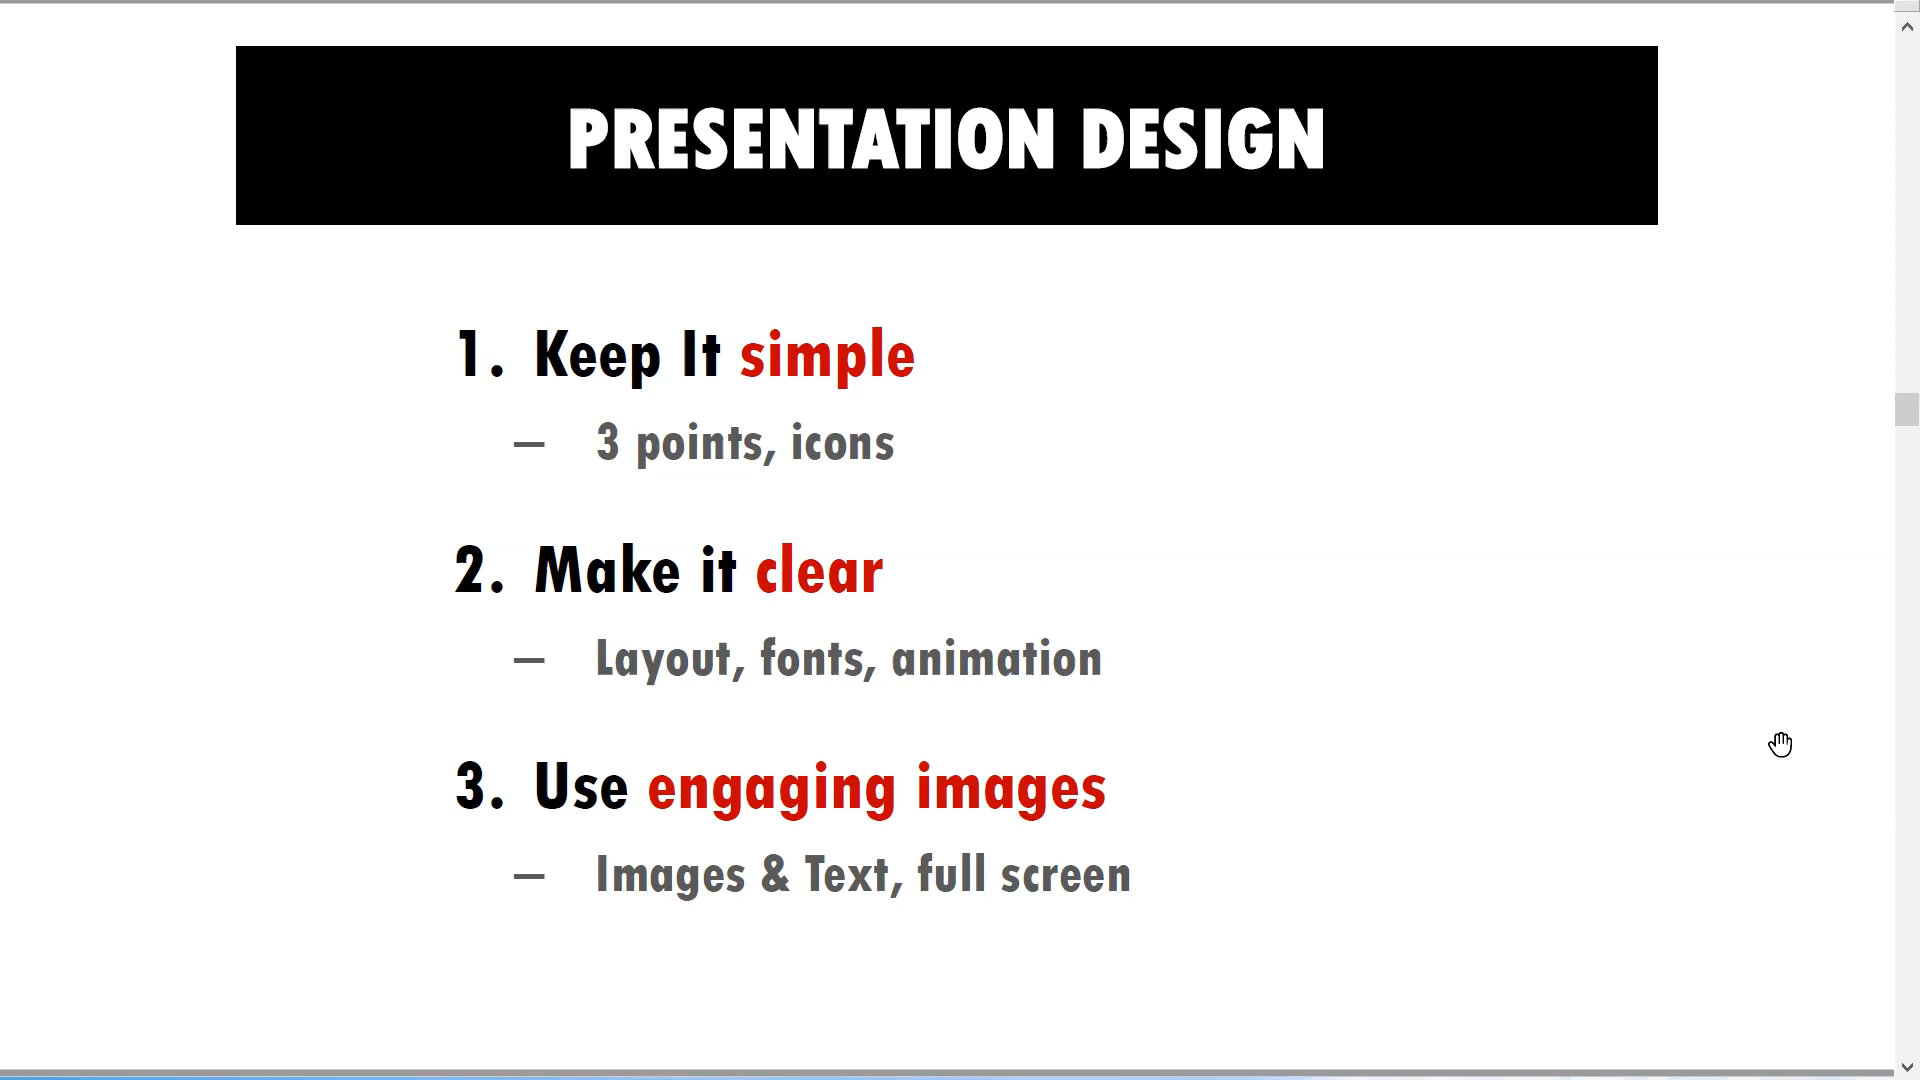 PRESENTATION DESIGN
1. Keep It simple
— 3 points, icons
2. Make it clear
— Layout, fonts, animation
3. Use engaging images
— Images & Text, full screen